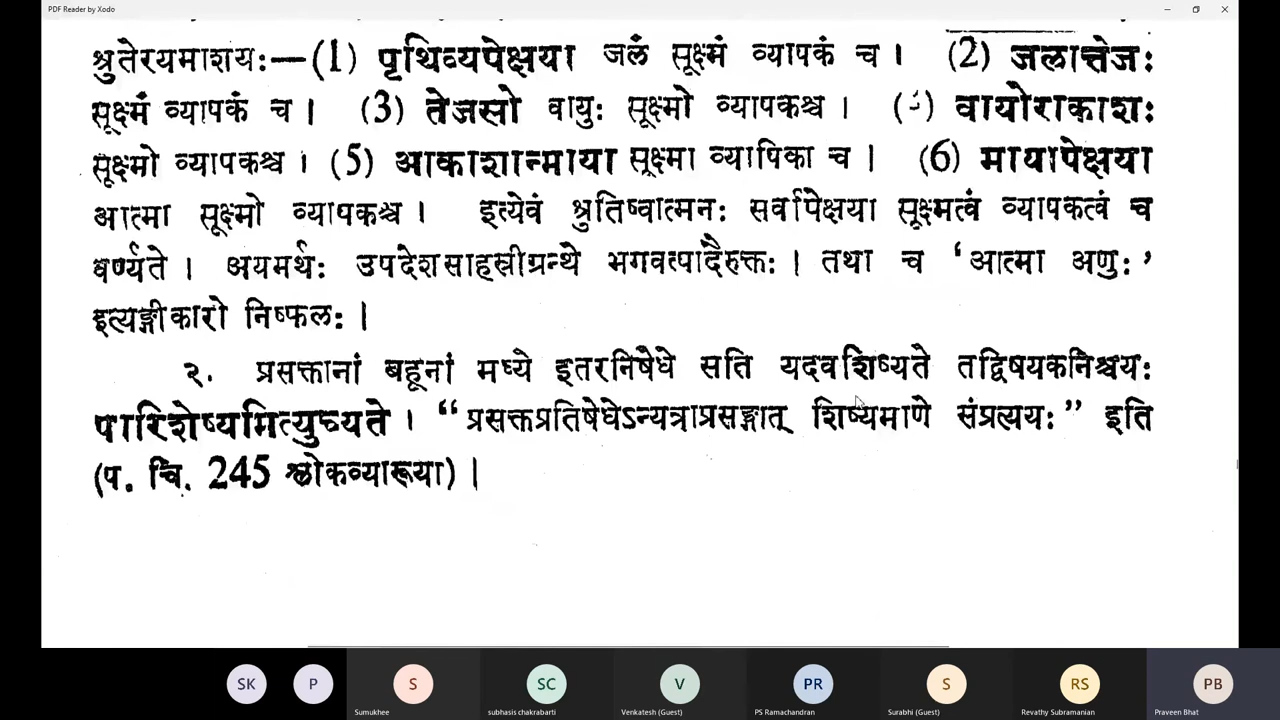 PDF Reader by Xodo
श्रुतेरयमाशयः—(1) पृथिव्यपेक्षया जलं सूक्ष्मं व्यापकं च । (2) जलात्तेजः
सूक्ष्मं व्यापकं च । (3) तेजसो वायुः सूक्ष्मो व्यापकश्च । वायोराकाशः
सूक्ष्मो व्यापकश्च । (5) आकाशान्माया सूक्ष्मा व्यापिका च । (6) मायापेक्षया
आत्मा सूक्ष्मो व्यापकश्च । इत्येवं श्रुतिष्वात्मनः सर्वापेक्षया सूक्ष्मत्वं व्यापकत्वं च
वर्ण्यते । अयमर्थः उपदेशसाहस्रीग्रन्थे भगवत्पादैरुक्तः । तथा च ‘आत्मा अणुः’
इत्यङ्गीकारो निष्फलः ।
२. प्रसक्तानां बहूनां मध्ये इतरनिषेधे सति यदवशिष्यते तद्विषयकनिश्चयः
पारिशेष्यमित्युच्यते । “प्रसक्तप्रतिषेधेऽन्यत्राप्रसङ्गात् शिष्यमाणे संप्रत्ययः” इति
(प. चि. 245 श्लोकव्याख्या) ।
SK P S SC V PR S RS PB
Sumukhee subhasis chakrabarti Venkatesh (Guest) PS Ramachandran Surabhi (Guest) Revathy Subramanian Praveen Bhat